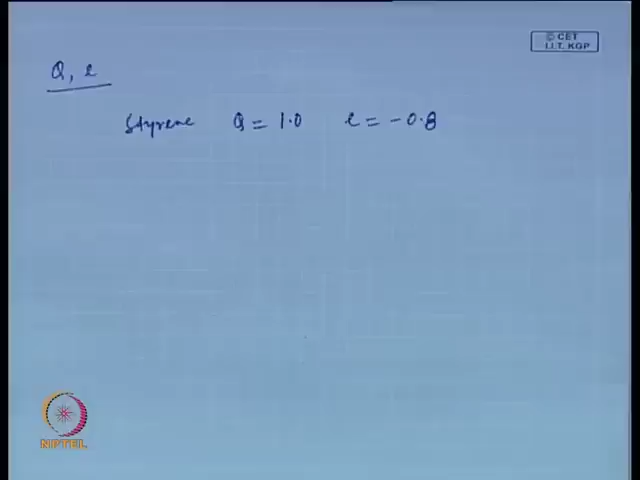 © CET
I.I.T. KGP
Q, e
Styrene Q = 1.0 e = -0.8
NPTEL